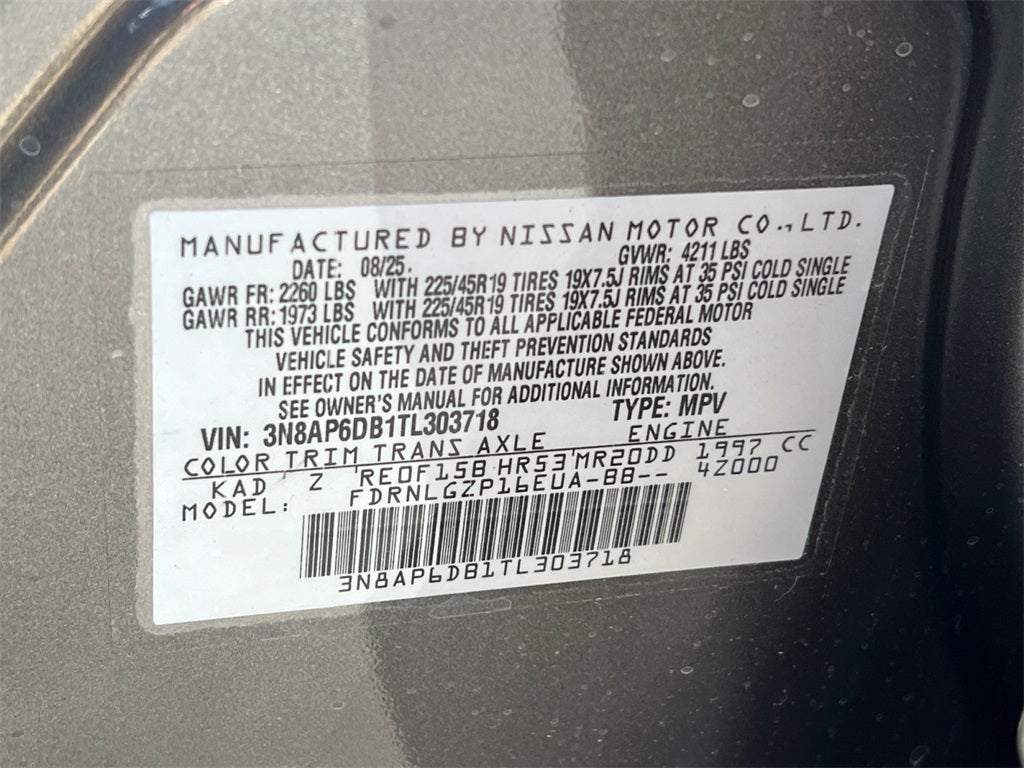 MANUFACTURED BY NISSAN MOTOR CO., LTD.
DATE: 08/25. GVWR: 4211 LBS
GAWR FR: 2260 LBS WITH 225/45R19 TIRES 19X7.5J RIMS AT 35 PSI COLD SINGLE
GAWR RR: 1973 LBS WITH 225/45R19 TIRES 19X7.5J RIMS AT 35 PSI COLD SINGLE
THIS VEHICLE CONFORMS TO ALL APPLICABLE FEDERAL MOTOR
VEHICLE SAFETY AND THEFT PREVENTION STANDARDS
IN EFFECT ON THE DATE OF MANUFACTURE SHOWN ABOVE.
SEE OWNER'S MANUAL FOR ADDITIONAL INFORMATION.
VIN: 3N8AP6DB1TL303718 TYPE: MPV
COLOR TRIM TRANS AXLE ENGINE
KAD Z RE0F15B HR53 MR20DD 1997 CC
MODEL: FDRNLGZP16EUA-BB-- 4Z000
3N8AP6DB1TL303718